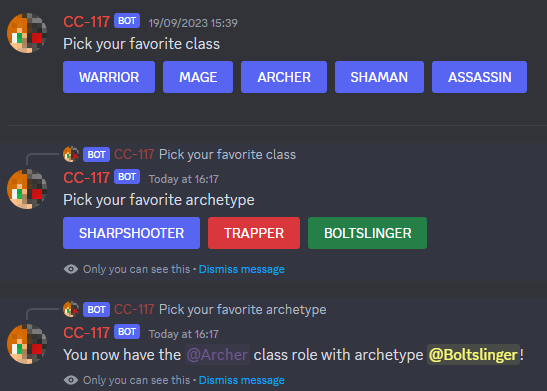 CC-117 BOT 19/09/2023 15:39
Pick your favorite class
WARRIOR MAGE ARCHER SHAMAN ASSASSIN
BOT CC-117 Pick your favorite class
CC-117 BOT Today at 16:17
Pick your favorite archetype
SHARPSHOOTER TRAPPER BOLTSLINGER
Only you can see this • Dismiss message
BOT CC-117 Pick your favorite archetype
CC-117 BOT Today at 16:17
You now have the @Archer class role with archetype @Boltslinger!
Only you can see this • Dismiss message